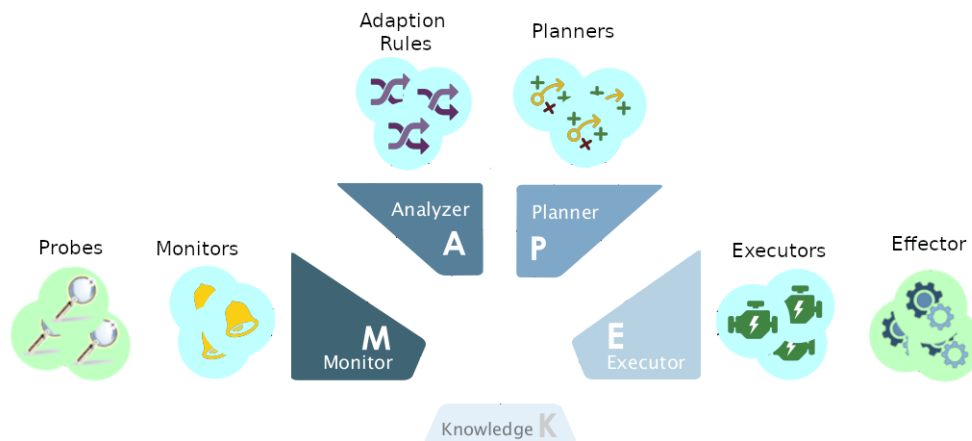 Adaption
Rules
Planners
Analyzer
A
Planner
P
Probes
Monitors
Executors
Effector
M
Monitor
E
Executor
Knowledge K